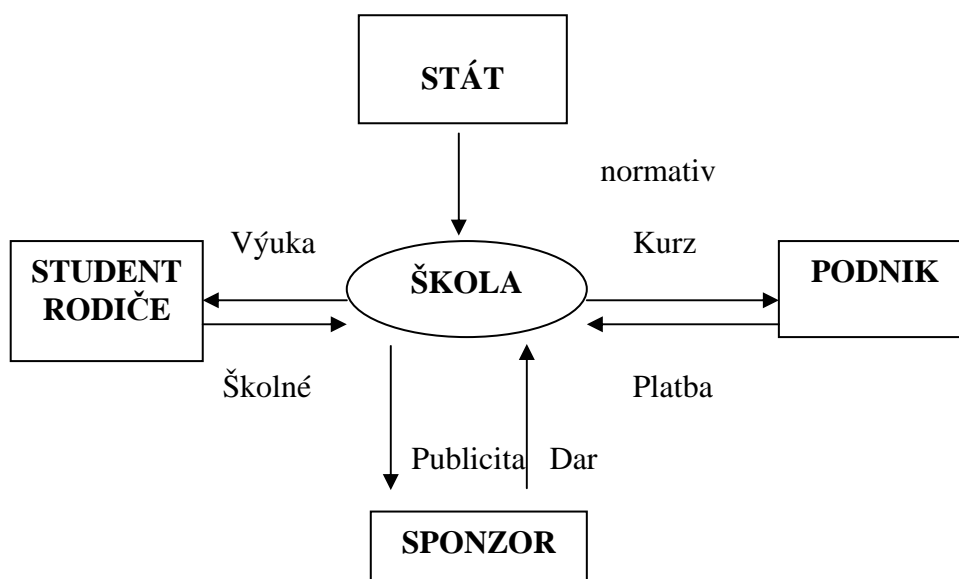 STÁT
normativ
Výuka
Kurz
STUDENT
RODIČE
ŠKOLA
PODNIK
Školné
Platba
Publicita
Dar
SPONZOR